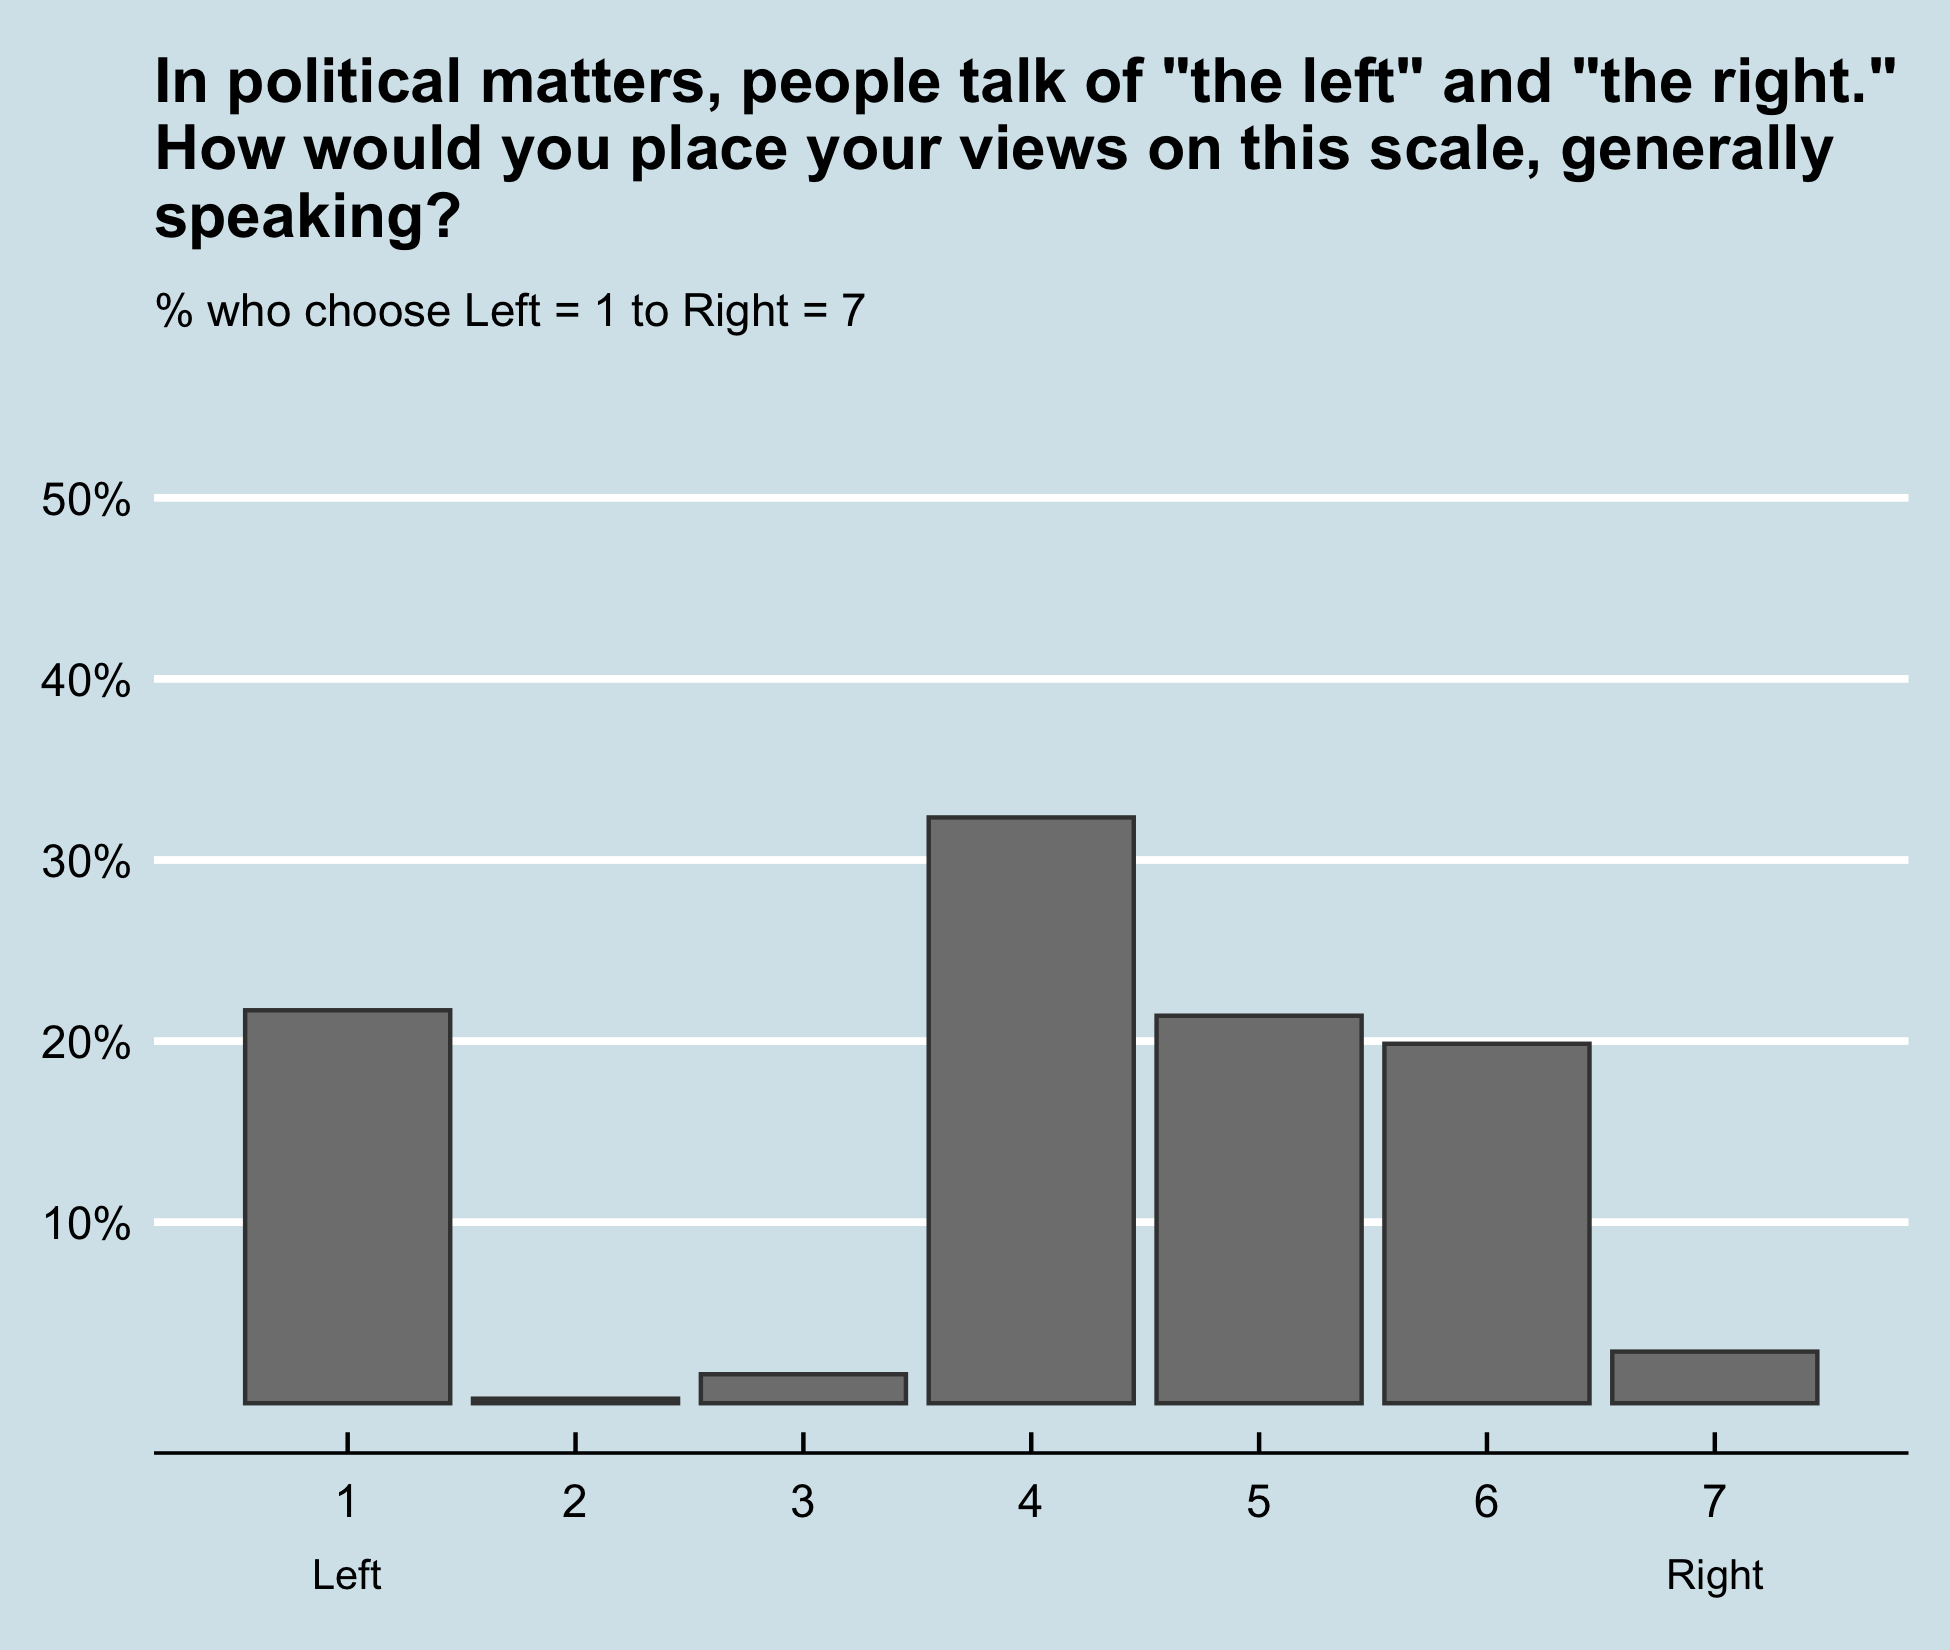 In political matters, people talk of "the left" and "the right."
How would you place your views on this scale, generally
speaking?
% who choose Left = 1 to Right = 7
50%
40%
30%
20%
10%
1 2 3 4 5 6 7
Left Right